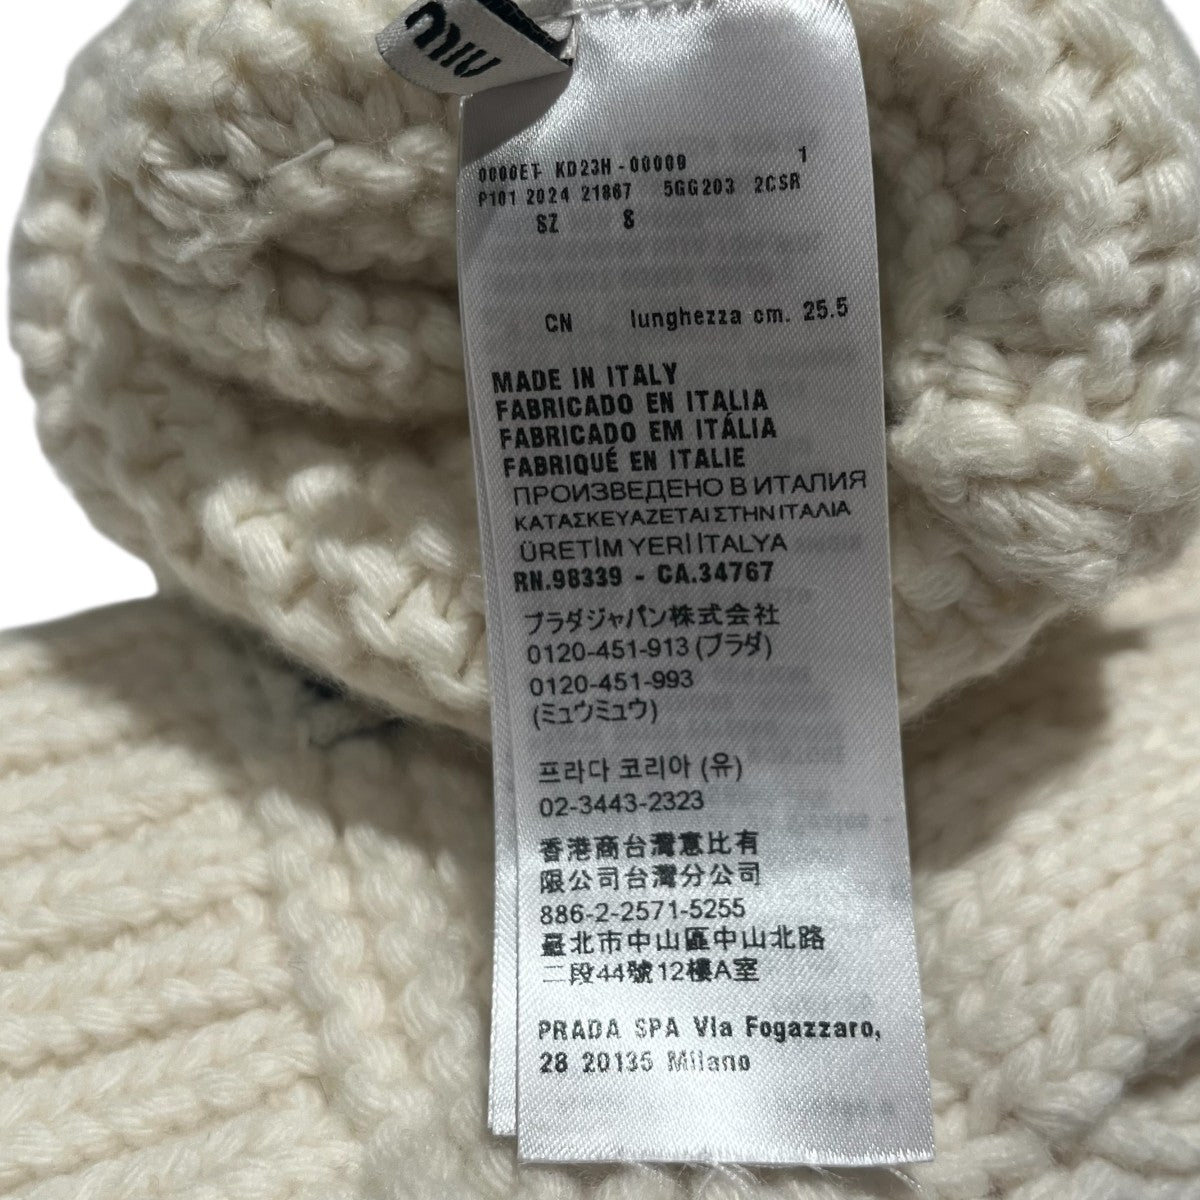 miu
0000ET- KD23H-00000 1
P101 2024 21867 5GG203 2CSR
SZ S
CN lunghezza cm. 25.5
MADE IN ITALY
FABRICADO EN ITALIA
FABRICADO EM ITÁLIA
FABRIQUÉ EN ITALIE
ПРОИЗВЕДЕНО В ИТАЛИЯ
ΚΑΤΑΣΚΕΥΑΖΕΤΑΙ ΣΤΗΝ ΙΤΑΛΙΑ
ÜRETİM YERİ İTALYA
RN.98339 - CA.34767
プラダジャパン株式会社
0120-451-913 (プラダ)
0120-451-993
(ミュウミュウ)
프라다 코리아 (유)
02-3443-2323
香港商台灣意比有
限公司台灣分公司
886-2-2571-5255
臺北市中山區中山北路
二段44號12樓A室
PRADA SPA Via Fogazzaro,
28 20135 Milano